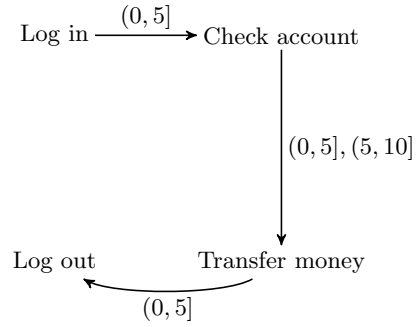 (0, 5]
Log in
Check account
(0, 5], (5, 10]
Log out
Transfer money
(0, 5]